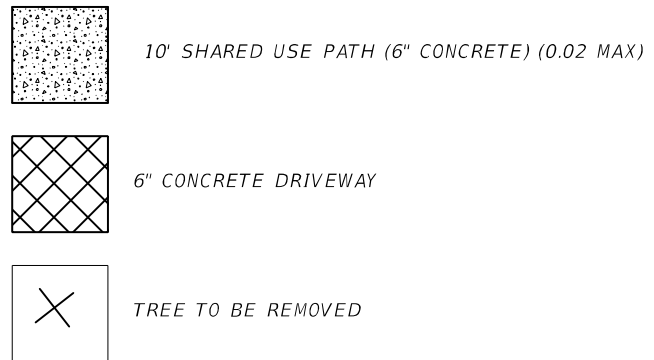 10' SHARED USE PATH (6" CONCRETE) (0.02 MAX)
6" CONCRETE DRIVEWAY
TREE TO BE REMOVED